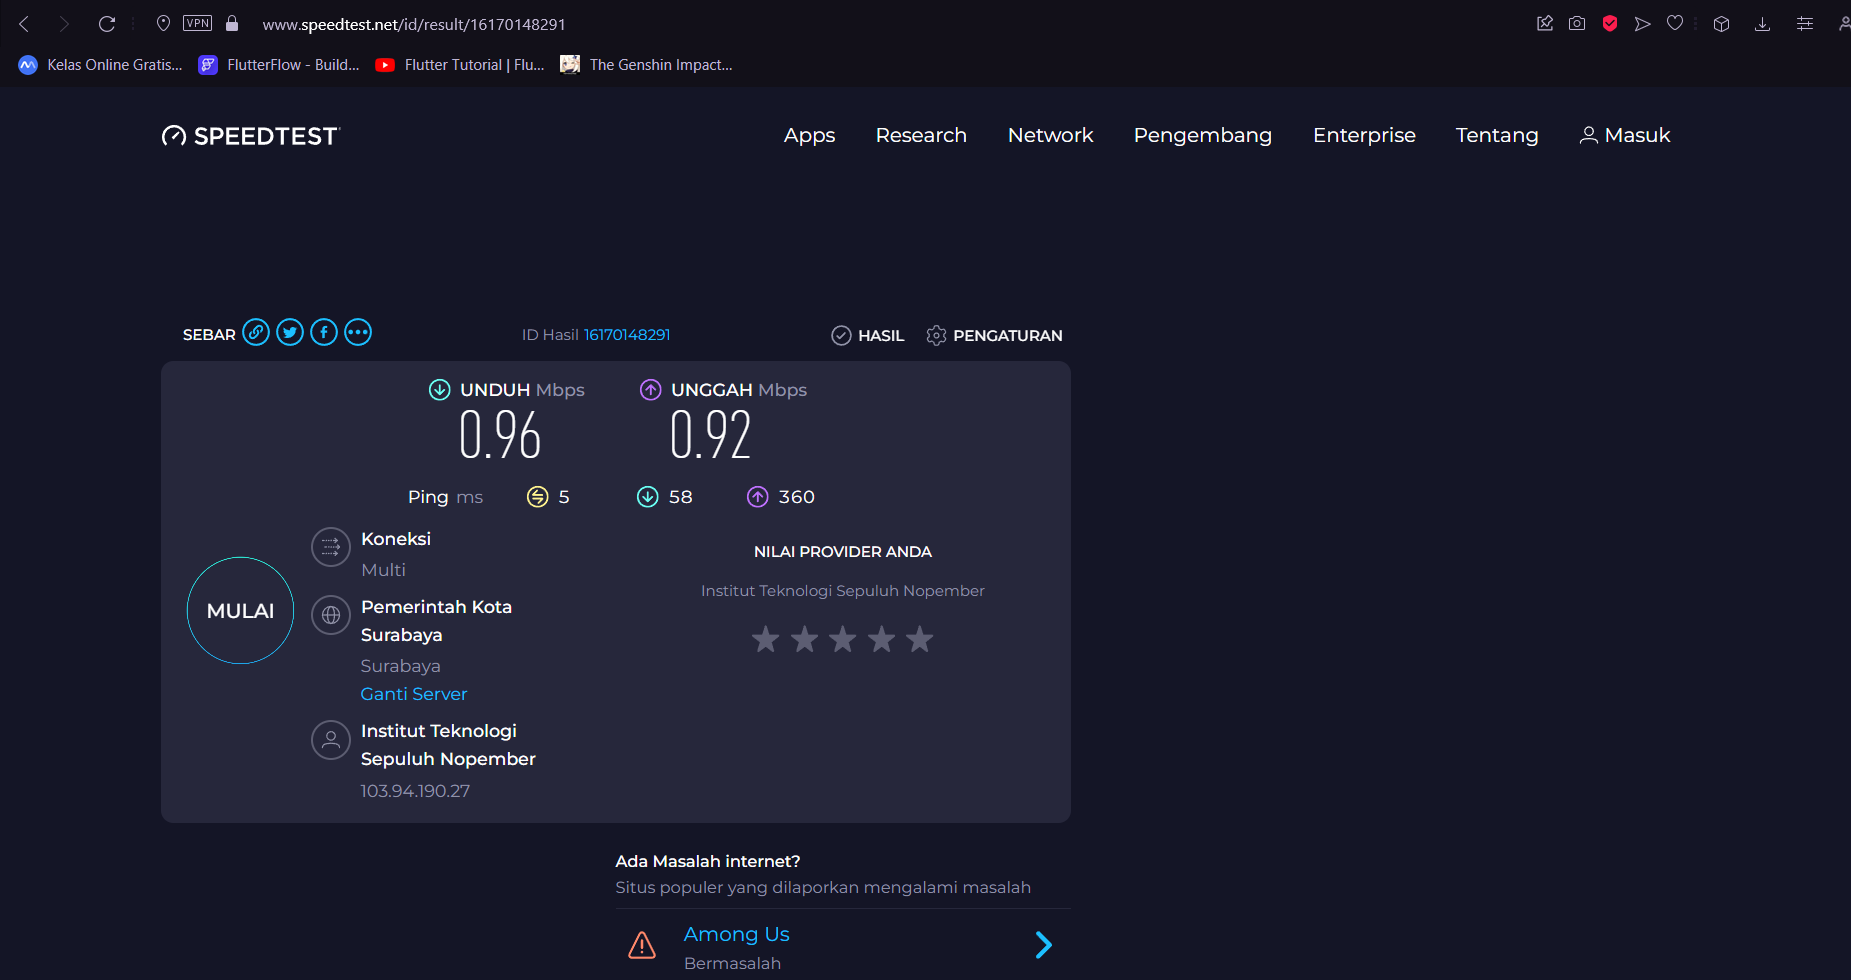 VPN
www.speedtest.net/id/result/16170148291
Kelas Online Gratis... FlutterFlow - Build... Flutter Tutorial | Flu... The Genshin Impact...
SPEEDTEST
Apps Research Network Pengembang Enterprise Tentang Masuk
SEBAR ID Hasil 16170148291 HASIL PENGATURAN
UNDUH Mbps UNGGAH Mbps
0.96 0.92
Ping ms 5 58 360
MULAI
Koneksi
Multi
Pemerintah Kota
Surabaya
Surabaya
Ganti Server
Institut Teknologi
Sepuluh Nopember
103.94.190.27
NILAI PROVIDER ANDA
Institut Teknologi Sepuluh Nopember
Ada Masalah internet?
Situs populer yang dilaporkan mengalami masalah
Among Us
Bermasalah